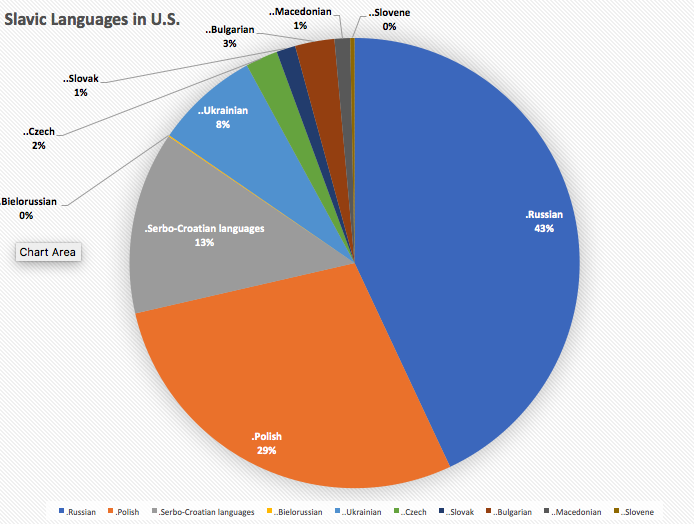 Slavic Languages in U.S.
..Macedonian
1%
..Slovene
0%
..Bulgarian
3%
..Slovak
1%
..Ukrainian
8%
..Czech
2%
.Bielorussian
0%
.Russian
43%
.Serbo-Croatian languages
13%
Chart Area
.Polish
29%
.Russian .Polish .Serbo-Croatian languages ..Bielorussian ..Ukrainian ..Czech ..Slovak ..Bulgarian ..Macedonian ..Slovene